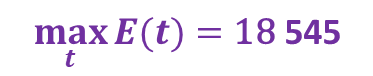 max E(t) = 18 545
t